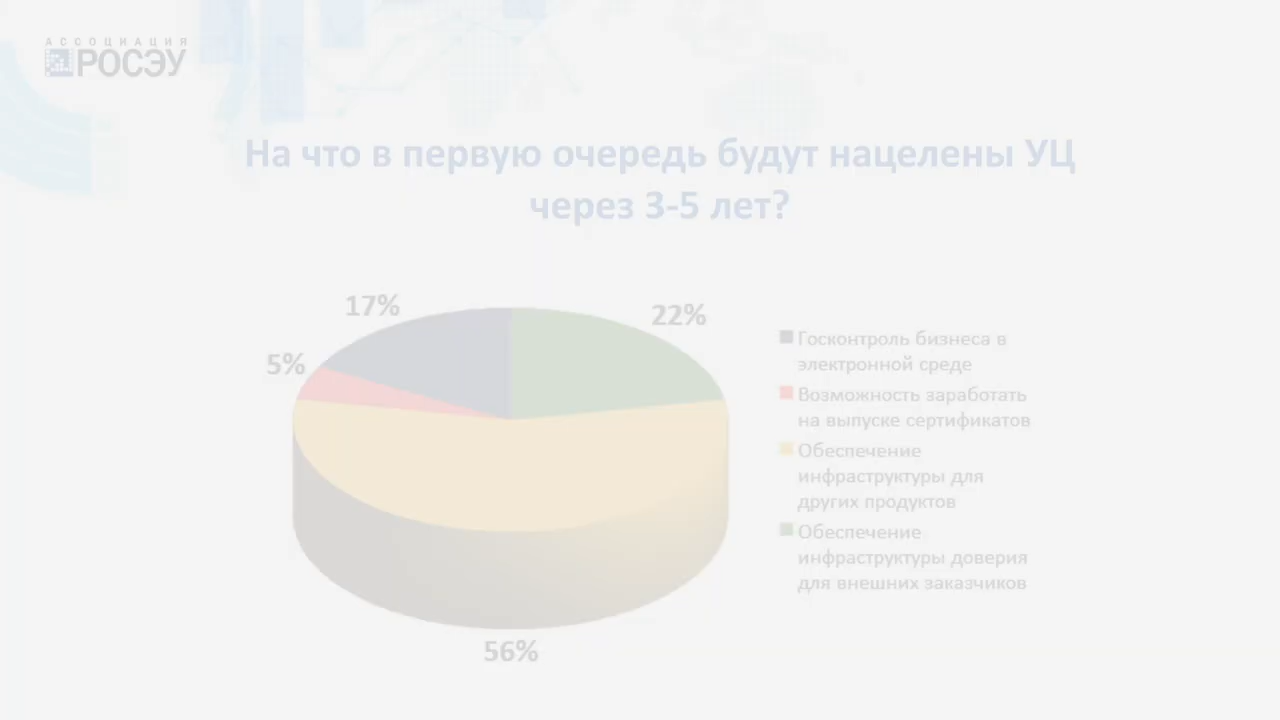 АССОЦИАЦИЯ
РОСЭУ
На что в первую очередь будут нацелены УЦ
через 3-5 лет?
17%
22%
5%
56%
Госконтроль бизнеса в
электронной среде
Возможность заработать
на выпуске сертификатов
Обеспечение
инфраструктуры для
других продуктов
Обеспечение
инфраструктуры доверия
для внешних заказчиков